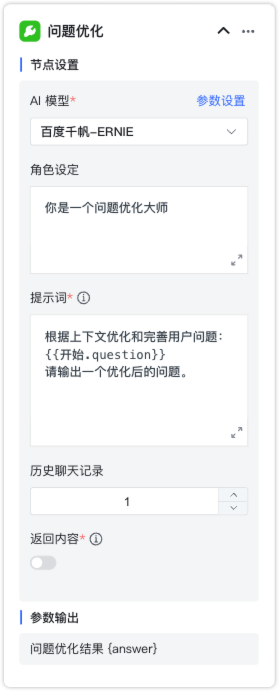 问题优化
节点设置
AI 模型* 参数设置
百度千帆-ERNIE
角色设定
你是一个问题优化大师
提示词*
根据上下文优化和完善用户问题:
{{开始.question}}
请输出一个优化后的问题。
历史聊天记录
1
返回内容*
参数输出
问题优化结果 {answer}